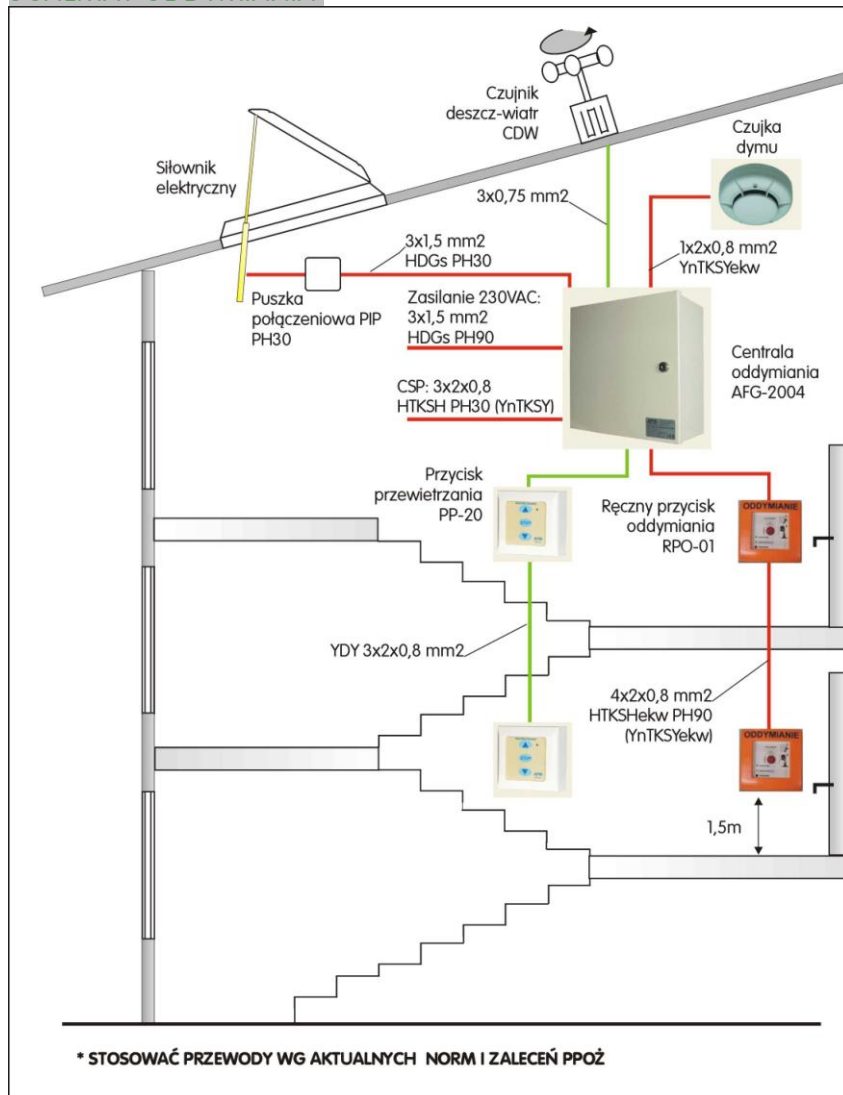 Czujnik
deszcz-wiatr
CDW
Czujka
dymu
Siłownik
elektryczny
3x0,75 mm2
3x1,5 mm2
HDGs PH30
1x2x0,8 mm2
YnTKSYekw
Puszka
połączeniowa PIP
PH30
Zasilanie 230VAC:
3x1,5 mm2
HDGs PH90
Centrala
oddymiania
AFG-2004
CSP: 3x2x0,8
HTKSH PH30 (YnTKSY)
Przycisk
przewietrzania
PP-20
Ręczny przycisk
oddymiania
RPO-01
ODDYMIANIE
YDY 3x2x0,8 mm2
4x2x0,8 mm2
HTKSHekw PH90
(YnTKSYekw)
ODDYMIANIE
1,5m
* STOSOWAĆ PRZEWODY WG AKTUALNYCH NORM I ZALECEŃ PPOŻ